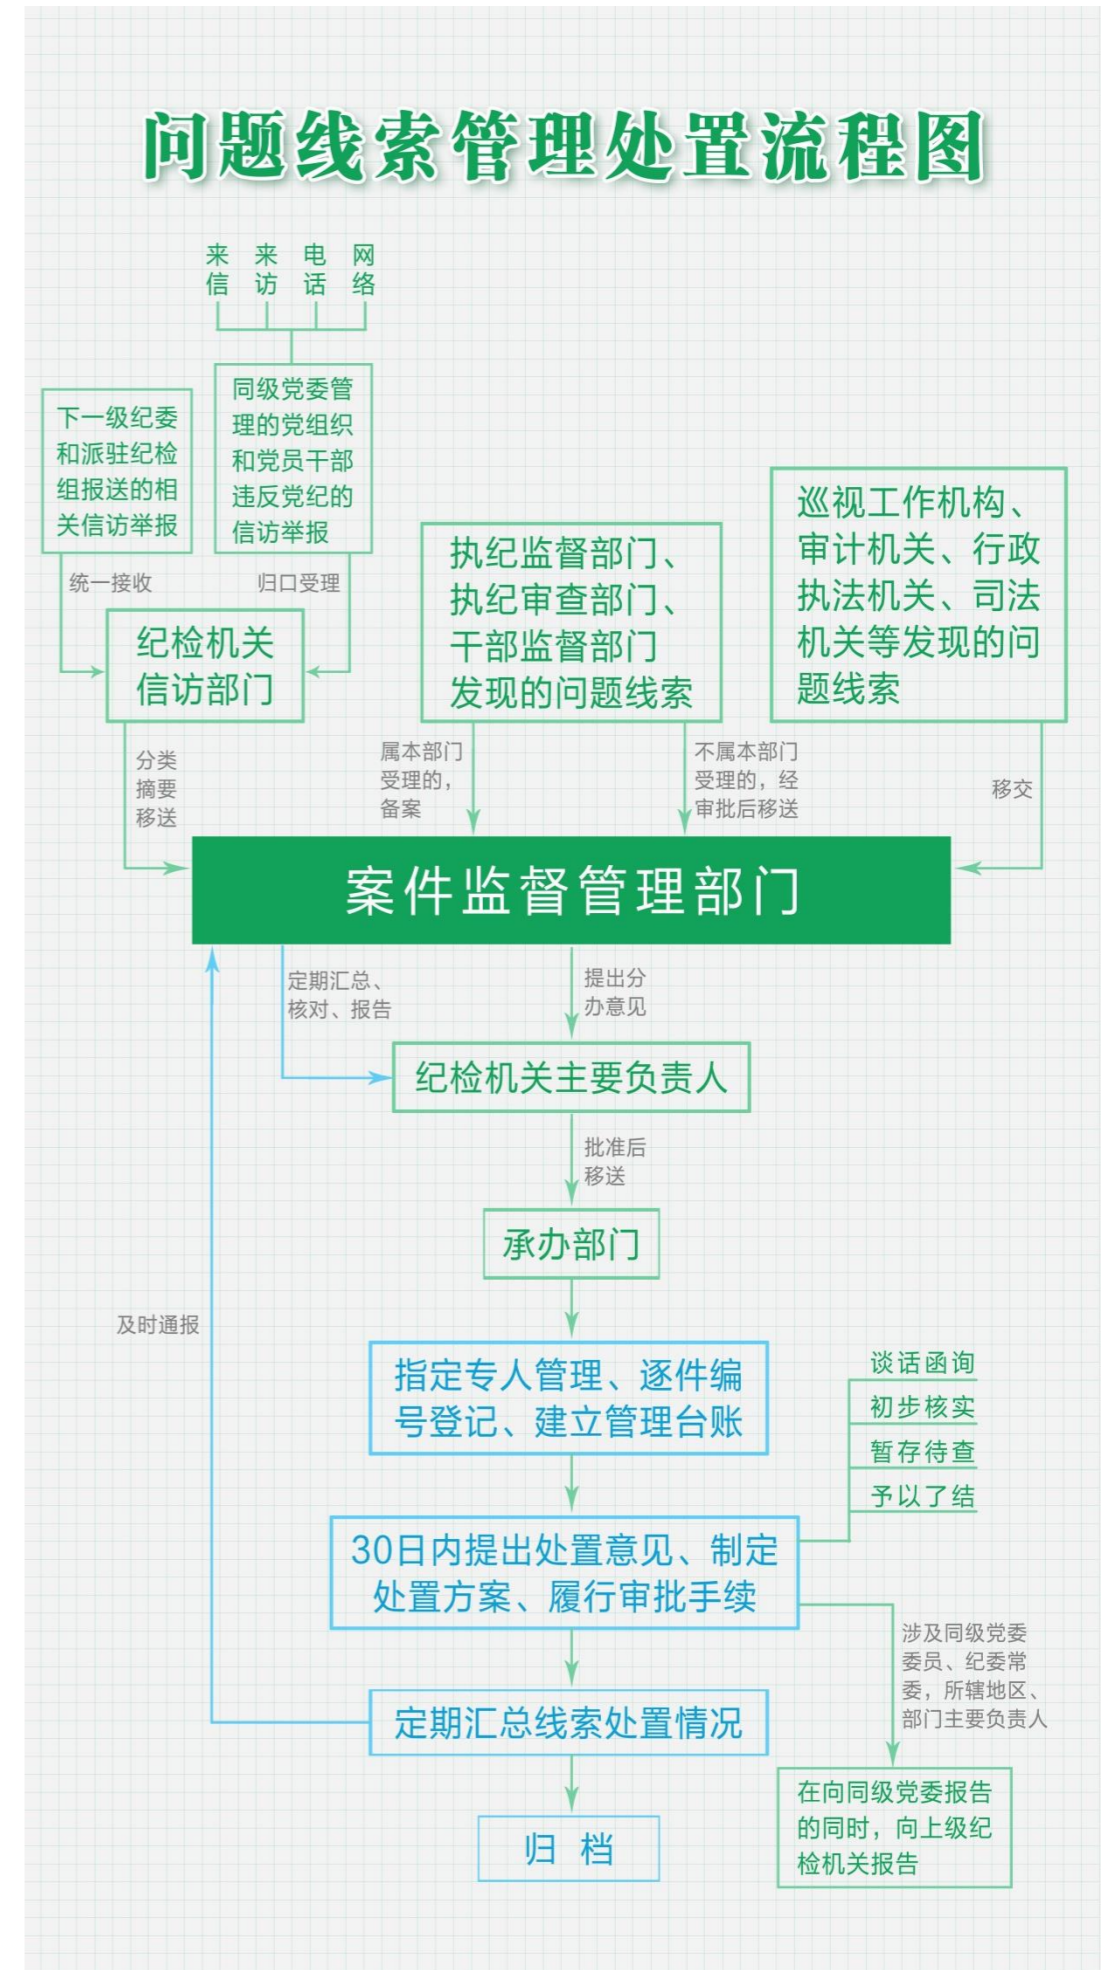 问题线索管理处置流程图
来信
来访
电话
网络
下一级纪委
和派驻纪检
组报送的相
关信访举报
同级党委管
理的党组织
和党员干部
违反党纪的
信访举报
执纪监督部门、
执纪审查部门、
干部监督部门
发现的问题线索
巡视工作机构、
审计机关、行政
执法机关、司法
机关等发现的问
题线索
统一接收
归口受理
纪检机关
信访部门
分类
摘要
移送
属本部门
受理的，
备案
不属本部门
受理的，经
审批后移送
移交
案件监督管理部门
定期汇总、
核对、报告
提出分
办意见
纪检机关主要负责人
批准后
移送
承办部门
及时通报
指定专人管理、逐件编
号登记、建立管理台账
谈话函询
初步核实
暂存待查
予以了结
30日内提出处置意见、制定
处置方案、履行审批手续
涉及同级党委
委员、纪委常
委，所辖地区、
部门主要负责人
定期汇总线索处置情况
在向同级党委报告
的同时，向上级纪
检机关报告
归 档